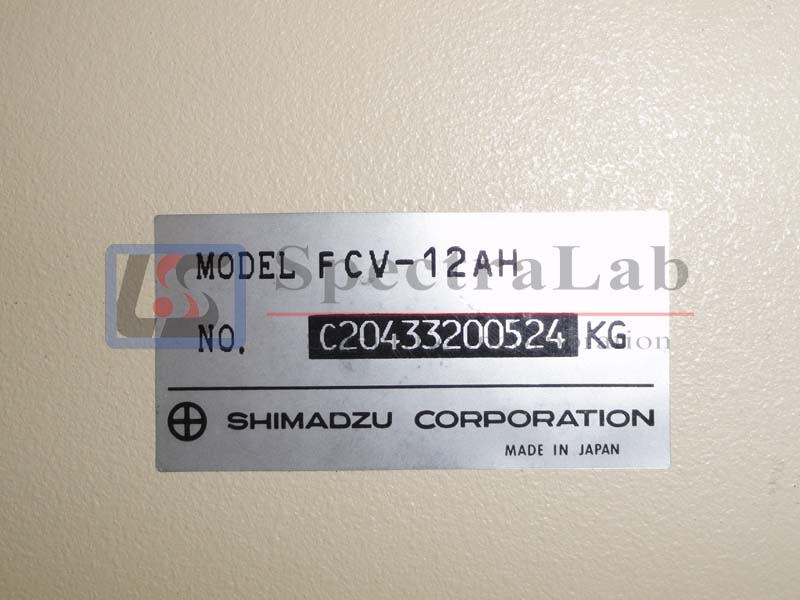 MODEL FCV-12AH
NO. C20433200524 KG
SHIMADZU CORPORATION
MADE IN JAPAN
SpectraLab